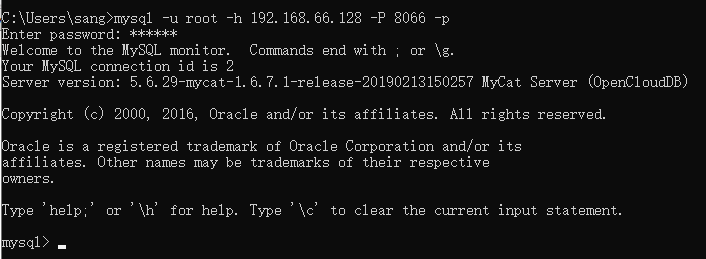 C:\Users\sang>mysql -u root -h 192.168.66.128 -P 8066 -p
Enter password: ******
Welcome to the MySQL monitor.  Commands end with ; or \g.
Your MySQL connection id is 2
Server version: 5.6.29-mycat-1.6.7.1-release-20190213150257 MyCat Server (OpenCloudDB)
Copyright (c) 2000, 2016, Oracle and/or its affiliates. All rights reserved.
Oracle is a registered trademark of Oracle Corporation and/or its
affiliates. Other names may be trademarks of their respective
owners.
Type 'help;' or '\h' for help. Type '\c' to clear the current input statement.
mysql> _